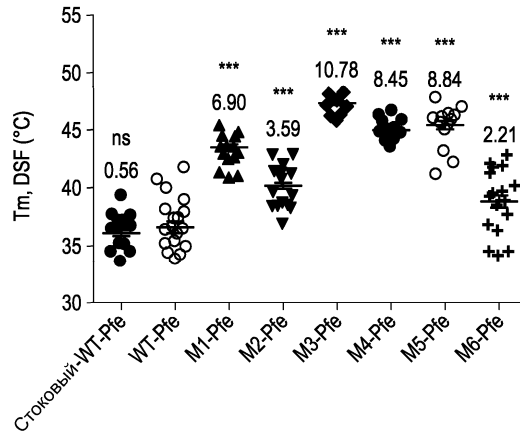 Tm, DSF (°C)
55
50
45
40
35
30
ns
0.56
***
6.90
***
3.59
***
10.78
***
8.45
***
8.84
***
2.21
Стоковый-WT-Pfe
WT-Pfe
M1-Pfe
M2-Pfe
M3-Pfe
M4-Pfe
M5-Pfe
M6-Pfe